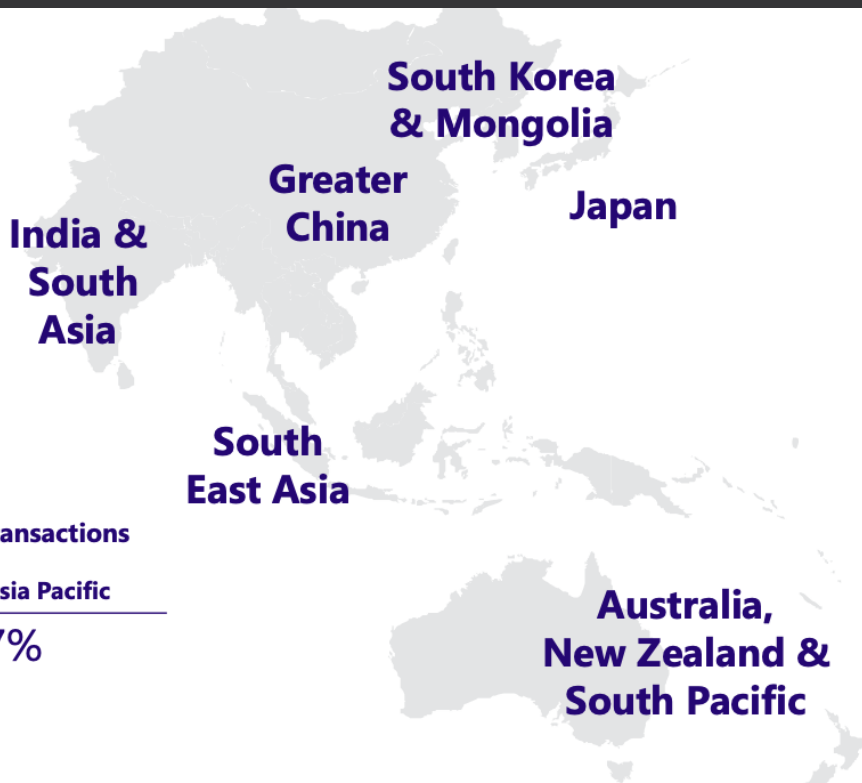 South Korea
& Mongolia
Greater
China
Japan
India &
South
Asia
South
East Asia
ansactions
sia Pacific
%
Australia,
New Zealand &
South Pacific